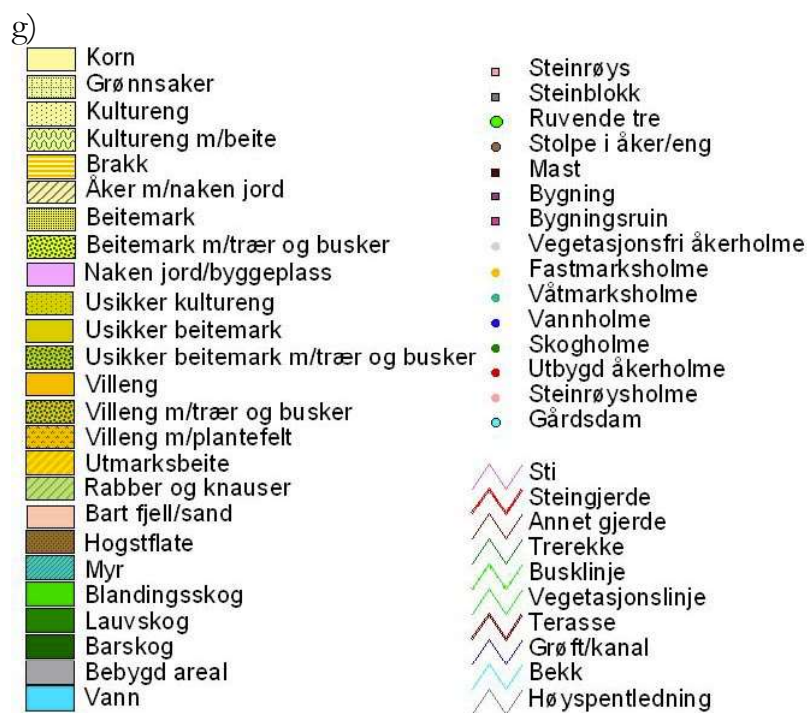 g)
Korn
Grønnsaker
Kultureng
Kultureng m/beite
Brakk
Åker m/naken jord
Beitemark
Beitemark m/trær og busker
Naken jord/byggeplass
Usikker kultureng
Usikker beitemark
Usikker beitemark m/trær og busker
Villeng
Villeng m/trær og busker
Villeng m/plantefelt
Utmarksbeite
Rabber og knauser
Bart fjell/sand
Hogstflate
Myr
Blandingsskog
Lauvskog
Barskog
Bebygd areal
Vann
Steinrøys
Steinblokk
Ruvende tre
Stolpe i åker/eng
Mast
Bygning
Bygningsruin
Vegetasjonsfri åkerholme
Fastmarksholme
Våtmarksholme
Vannholme
Skogholme
Utbygd åkerholme
Steinrøysholme
Gårdsdam
Sti
Steingjerde
Annet gjerde
Trerekke
Busklinje
Vegetasjonslinje
Terasse
Grøft/kanal
Bekk
Høyspentledning